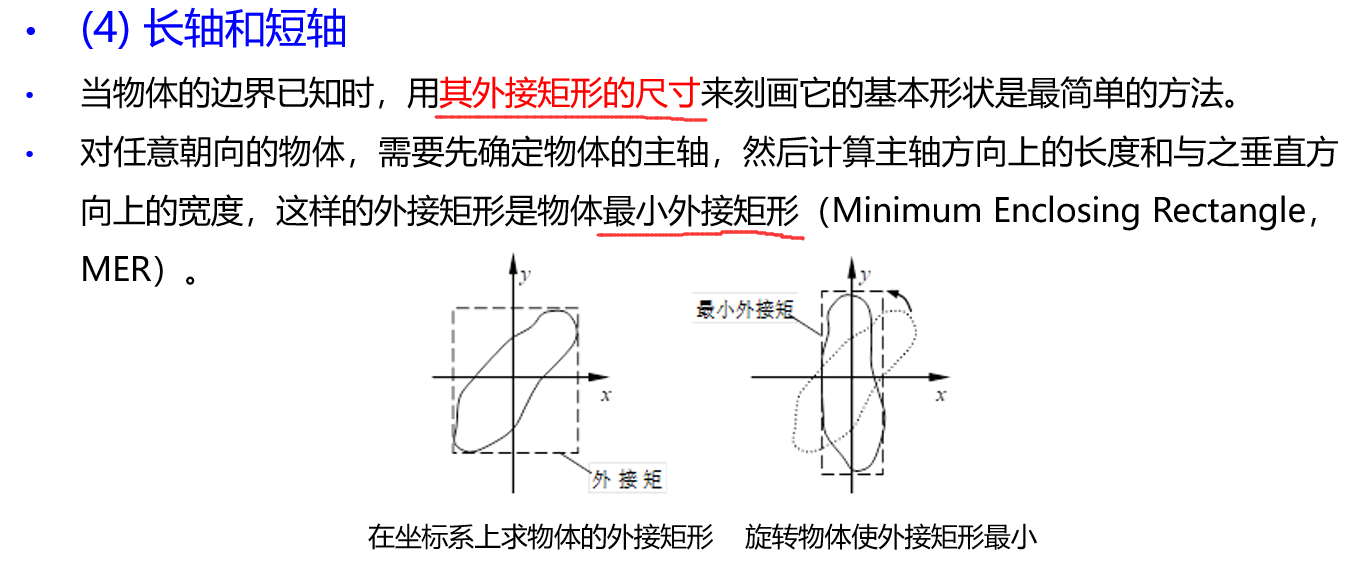 • (4) 长轴和短轴
• 当物体的边界已知时，用其外接矩形的尺寸来刻画它的基本形状是最简单的方法。
• 对任意朝向的物体，需要先确定物体的主轴，然后计算主轴方向上的长度和与之垂直方
向上的宽度，这样的外接矩形是物体最小外接矩形（Minimum Enclosing Rectangle，
MER）。
y
x
外 接 矩
y
最小外接矩
x
在坐标系上求物体的外接矩形
旋转物体使外接矩形最小